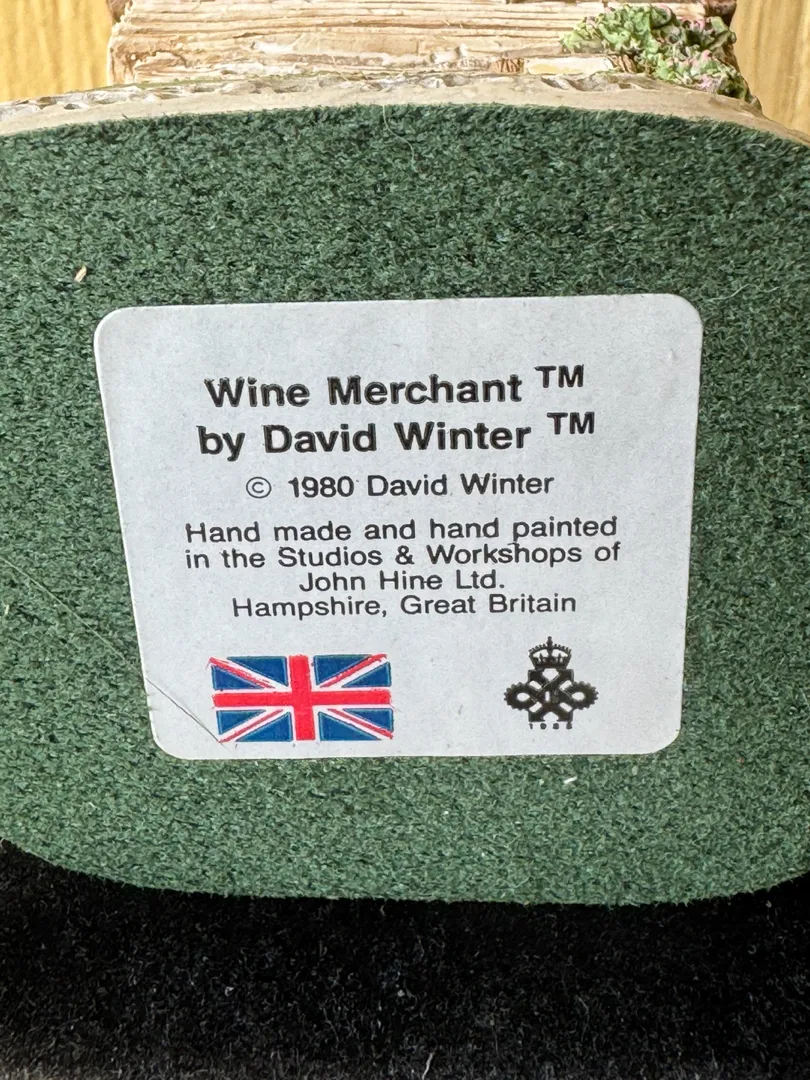 Wine Merchant ™
by David Winter ™
© 1980 David Winter
Hand made and hand painted
in the Studios & Workshops of
John Hine Ltd.
Hampshire, Great Britain